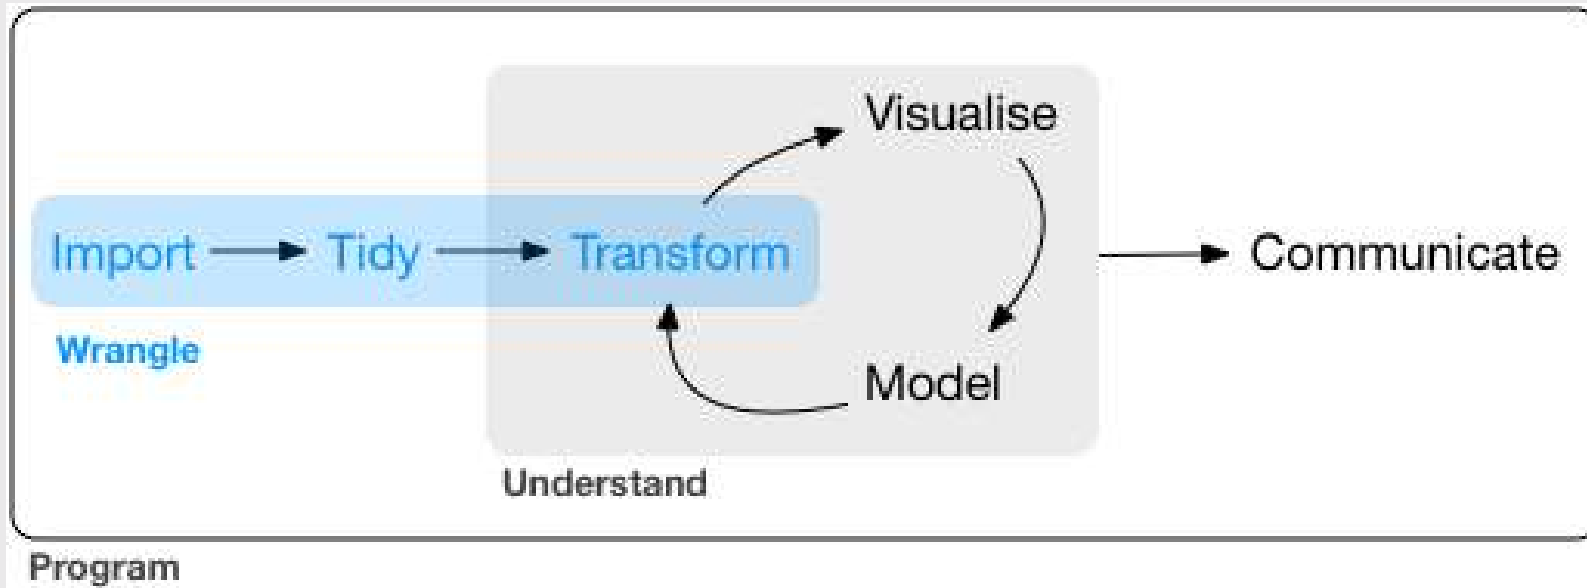 Visualise
Import Tidy Transform Communicate
Wrangle
Model
Understand
Program